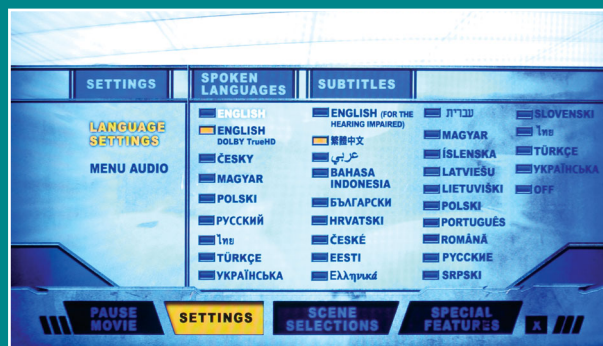 SETTINGS
SPOKEN
LANGUAGES
SUBTITLES
LANGUAGE
SETTINGS
MENU AUDIO
ENGLISH
ENGLISH
DOLBY TrueHD
ČESKY
MAGYAR
POLSKI
РУССКИЙ
ไทย
TÜRKÇE
УКРАЇНСЬКА
ENGLISH (FOR THE
HEARING IMPAIRED)
繁體中文
عربي
BAHASA
INDONESIA
БЪЛГАРСКИ
HRVATSKI
ČESKÉ
EESTI
Ελληνικά
עברית
MAGYAR
ÍSLENSKA
LATVIEŠU
LIETUVIŠKI
POLSKI
PORTUGUÊS
ROMÂNĂ
РУССКИЕ
SRPSKI
SLOVENSKI
ไทย
TÜRKÇE
УКРАЇНСЬКА
OFF
PAUSE
MOVIE
SETTINGS
SCENE
SELECTIONS
SPECIAL
FEATURES
X